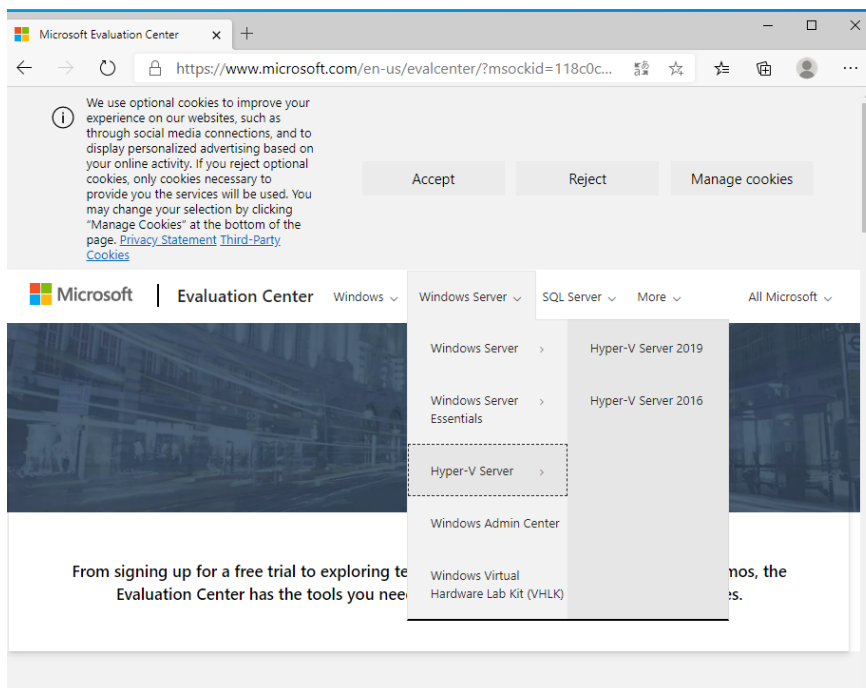 Microsoft Evaluation Center
https://www.microsoft.com/en-us/evalcenter/?msockid=118c0c...
We use optional cookies to improve your
experience on our websites, such as
through social media connections, and to
display personalized advertising based on
your online activity. If you reject optional
cookies, only cookies necessary to
provide you the services will be used. You
may change your selection by clicking
"Manage Cookies" at the bottom of the
page. Privacy Statement Third-Party
Cookies
Accept
Reject
Manage cookies
Microsoft
Evaluation Center
Windows
Windows Server
SQL Server
More
All Microsoft
Windows Server
Hyper-V Server 2019
Windows Server
Essentials
Hyper-V Server 2016
Hyper-V Server
Windows Admin Center
Windows Virtual
Hardware Lab Kit (VHLK)
From signing up for a free trial to exploring te
mos, the
Evaluation Center has the tools you nee
es.